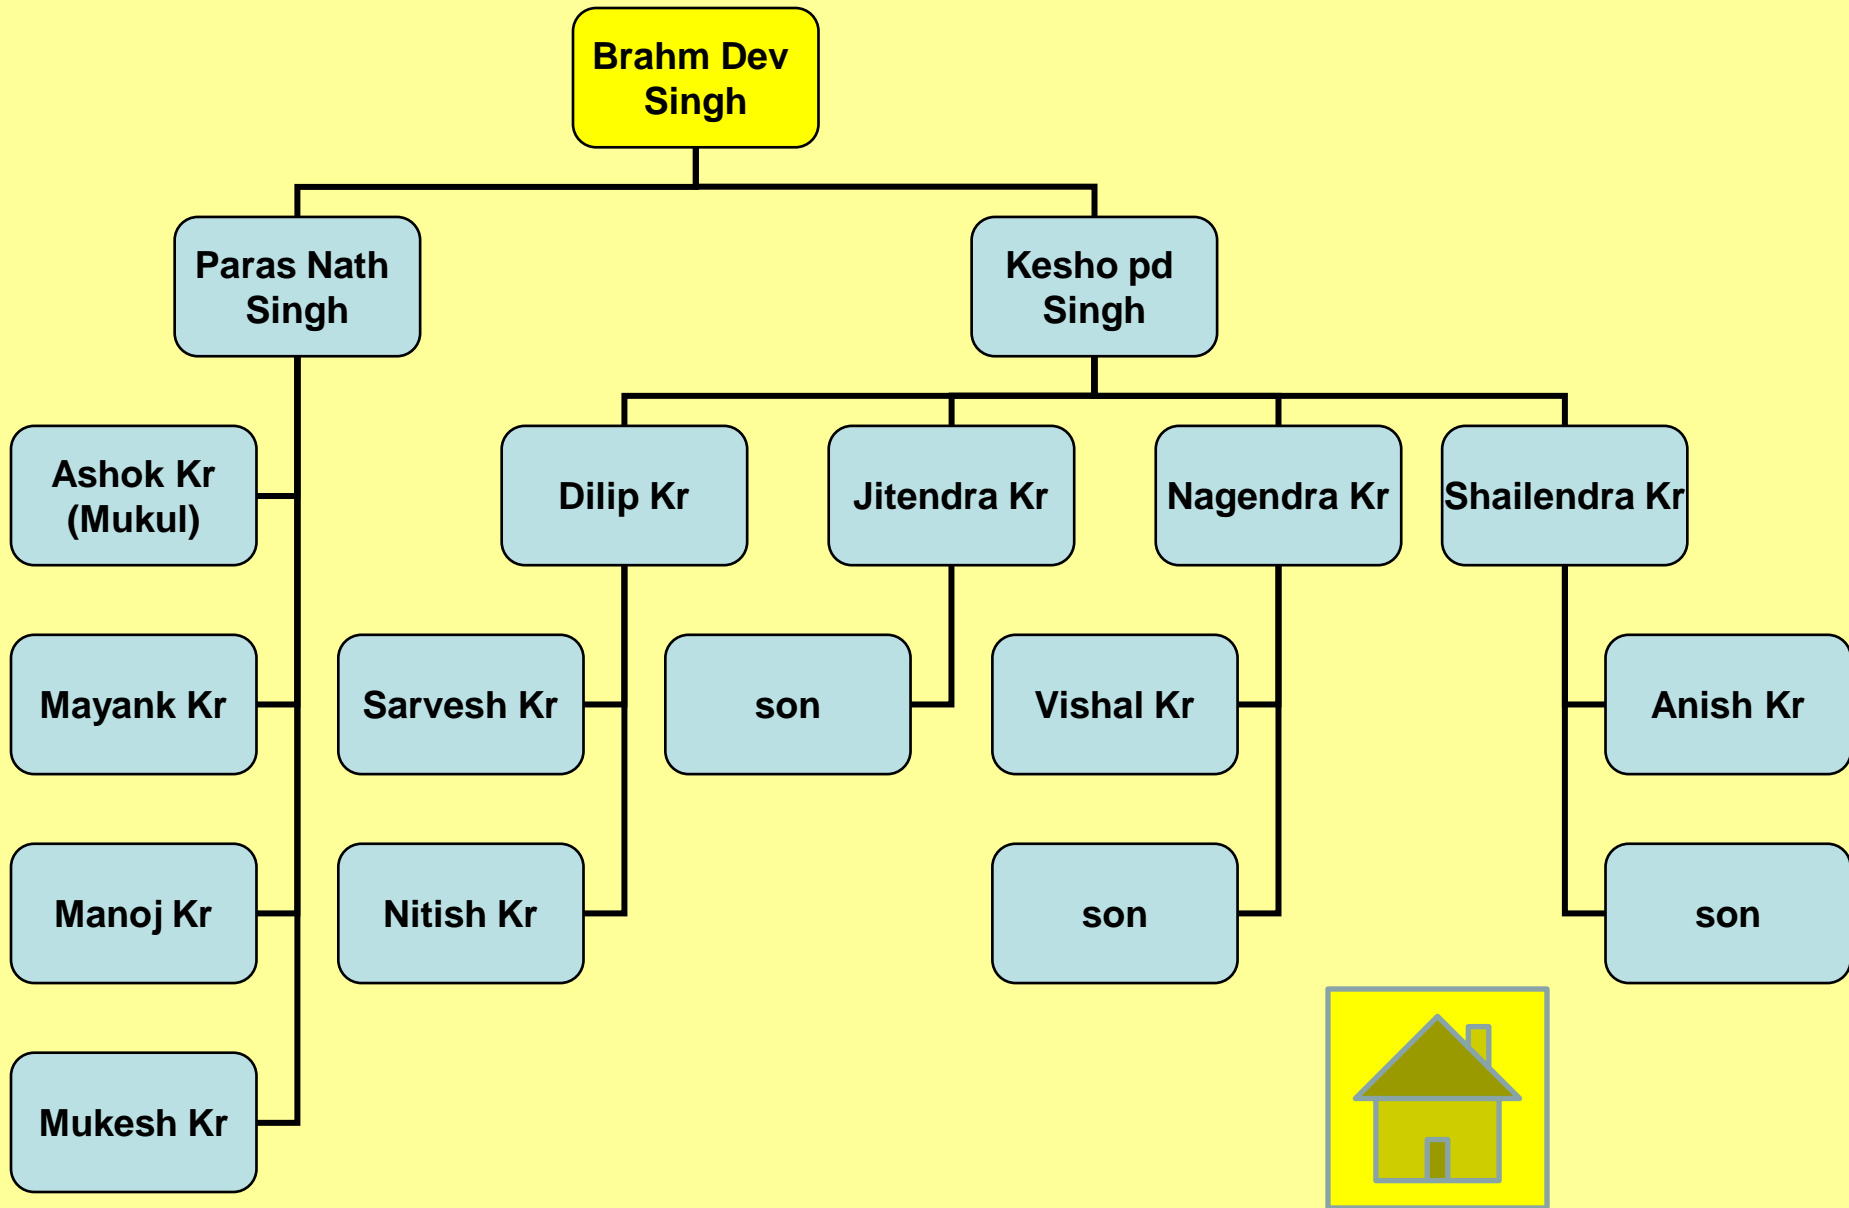 Brahm Dev
Singh
Paras Nath
Singh
Kesho pd
Singh
Ashok Kr
(Mukul)
Dilip Kr
Jitendra Kr
Nagendra Kr
Shailendra Kr
Mayank Kr
Sarvesh Kr
son
Vishal Kr
Anish Kr
Manoj Kr
Nitish Kr
son
son
Mukesh Kr